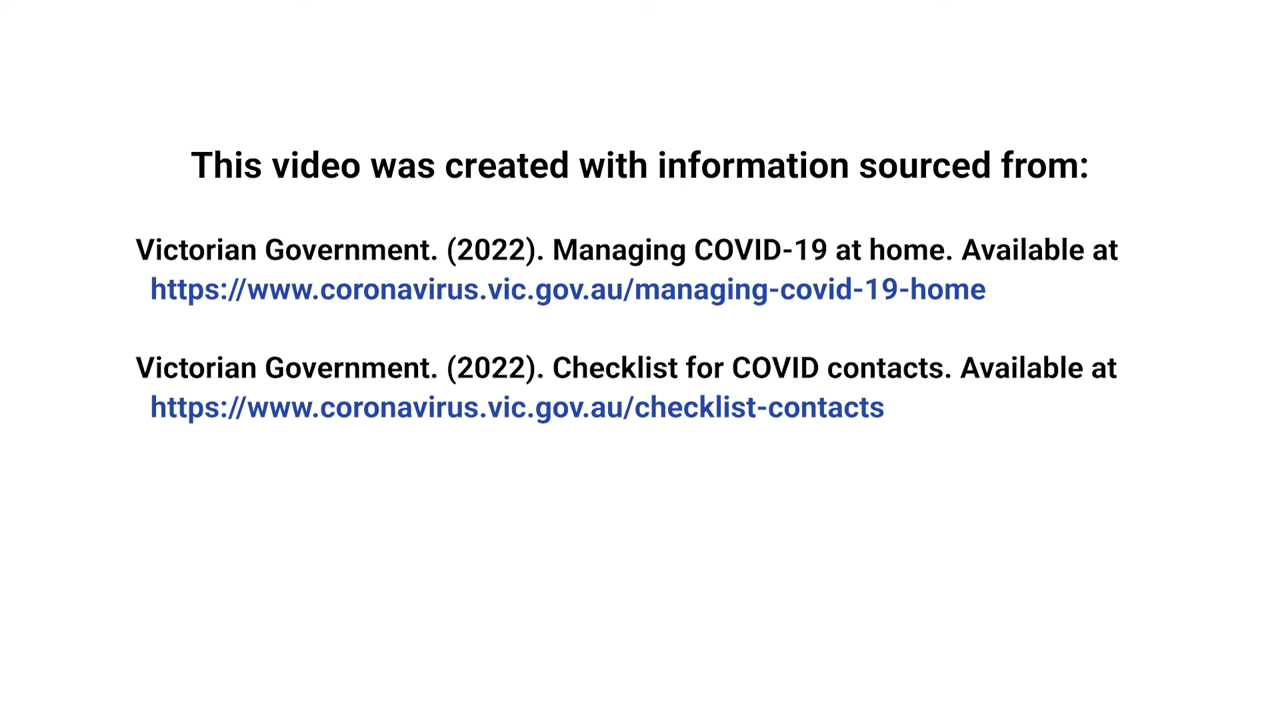 This video was created with information sourced from:
Victorian Government. (2022). Managing COVID-19 at home. Available at
https://www.coronavirus.vic.gov.au/managing-covid-19-home
Victorian Government. (2022). Checklist for COVID contacts. Available at
https://www.coronavirus.vic.gov.au/checklist-contacts